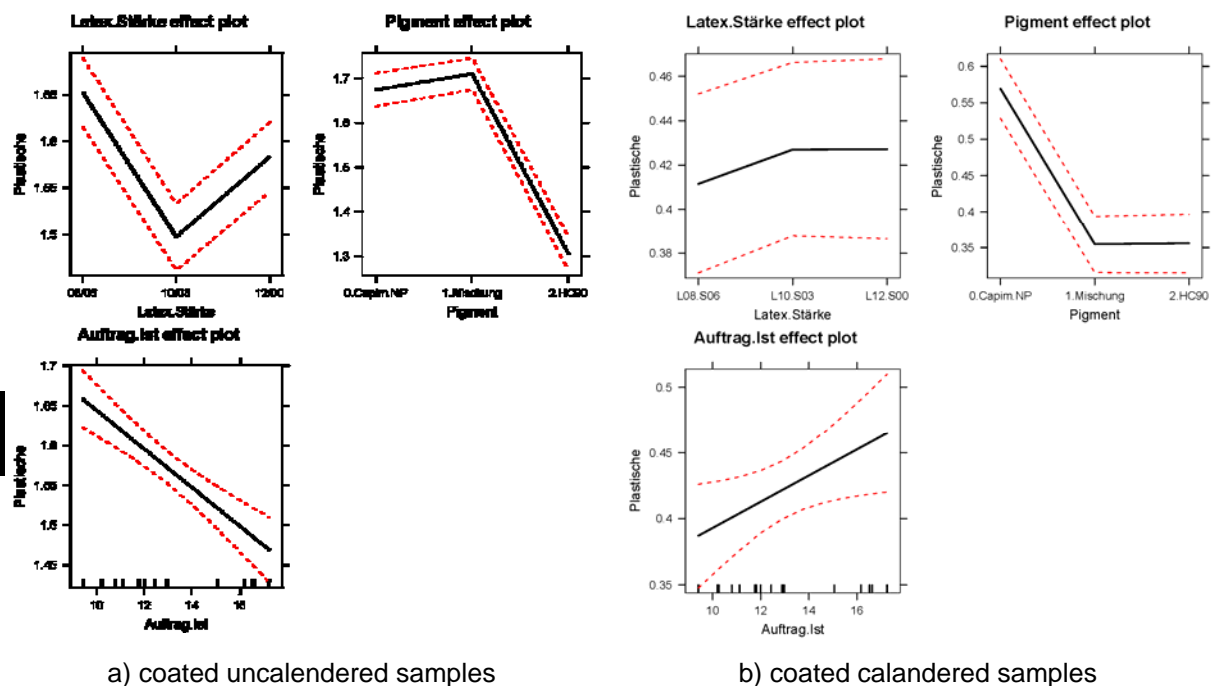 Latex.Stärke effect plot
Plastische
1.65
1.6
1.55
1.5
08/06 10/03 12/00
Latex.Stärke
Pigment effect plot
Plastische
1.7
1.6
1.5
1.4
1.3
0.Capim.NP 1.Mischung 2.HC90
Pigment
Auftrag.Ist effect plot
Plastische
1.7
1.65
1.6
1.55
1.5
1.45
10 12 14 16
Auftrag.Ist
a) coated uncalendered samples
Latex.Stärke effect plot
Plastische
0.46
0.44
0.42
0.4
0.38
L08.S06 L10.S03 L12.S00
Latex.Stärke
Pigment effect plot
Plastische
0.6
0.55
0.5
0.45
0.4
0.35
0.Capim.NP 1.Mischung 2.HC90
Pigment
Auftrag.Ist effect plot
Plastische
0.5
0.45
0.4
0.35
10 12 14 16
Auftrag.Ist
b) coated calandered samples